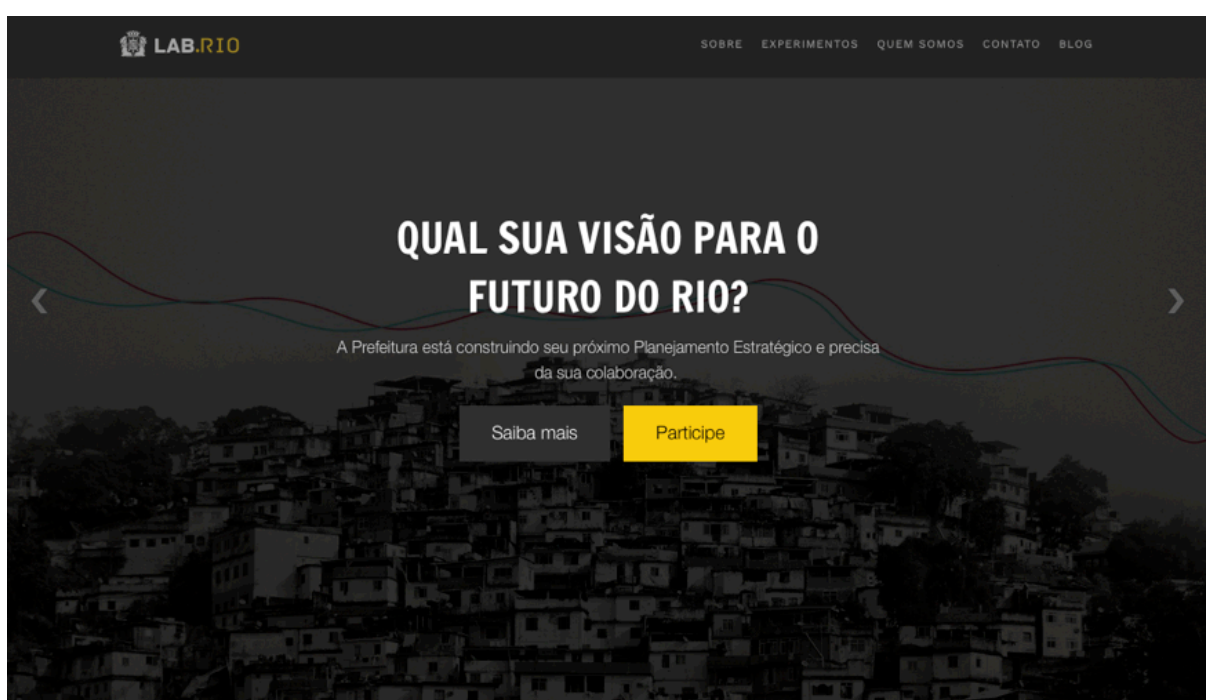 LAB.RIO
SOBRE EXPERIMENTOS QUEM SOMOS CONTATO BLOG
QUAL SUA VISÃO PARA O
FUTURO DO RIO?
A Prefeitura está construindo seu próximo Planejamento Estratégico e precisa
da sua colaboração.
Saiba mais
Participe